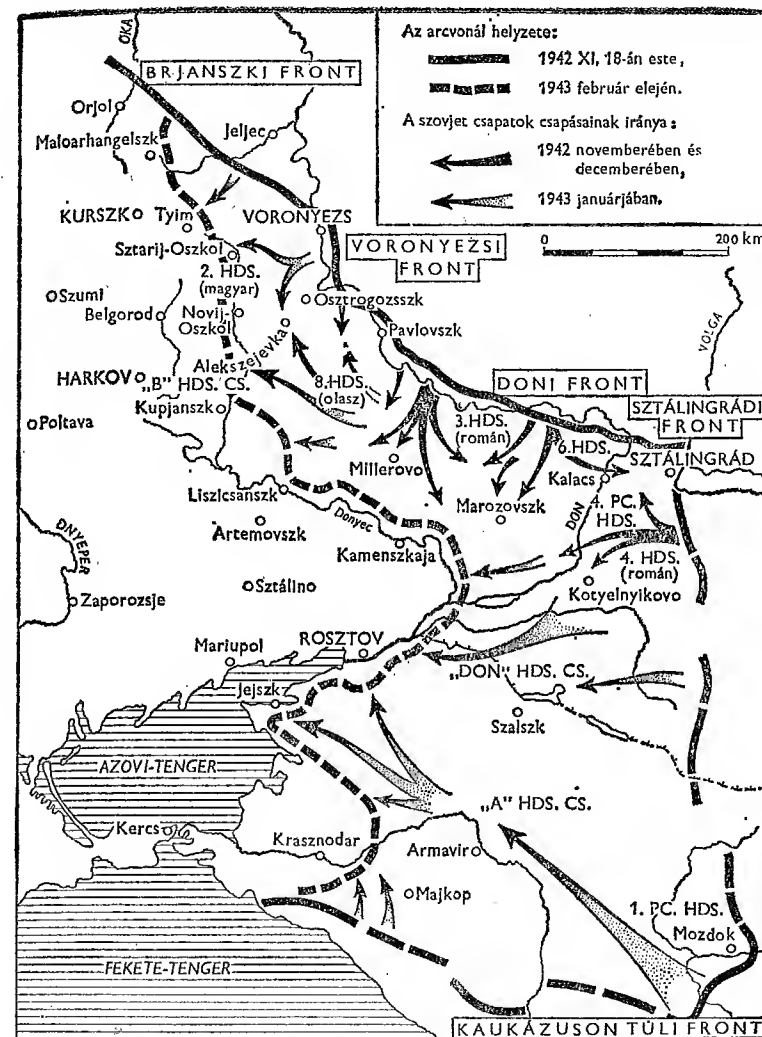 Az arcvonal helyzete:
1942 XI, 18-án este,
1943 február elején.
A szovjet csapatok csapásainak iránya:
1942 novemberében és
decemberében,
1943 januárjában.
0 200 km
OKA
BRJANSZKI FRONT
Orjol
Jeljec
Maloarhangelszk
KURSZK
Tyim
VORONYEZS
VORONYEZSI
FRONT
Sztarij-Oszkol
2. HDS.
(magyar)
VOLGA
Szumi
Osztrogozsszk
Belgorod
Novij-
Oszkol
Pavlovszk
Alekszejevka
HARKOV
„B" HDS. CS.
8. HDS.
(olasz)
DONI FRONT
SZTÁLINGRÁDI
FRONT
Poltava
Kupjanszk
3. HDS.
(román)
6. HDS.
SZTÁLINGRÁD
Millerovo
Kalacs
Liszicsanszk
Marozovszk
DON
4. PC.
HDS.
Donyec
Artemovszk
Kamenszkaja
DNYEPER
4. HDS.
(román)
Sztálino
Kotyelnyikovo
Zaporozsje
Mariupol
ROSZTOV
„DON" HDS. CS.
Jejszk
Szalszk
AZOVI-TENGER
„A" HDS. CS.
Kercs
Krasznodar
Armavir
Majkop
1. PC. HDS.
Mozdok
FEKETE-TENGER
KAUKÁZUSON TÚLI FRONT